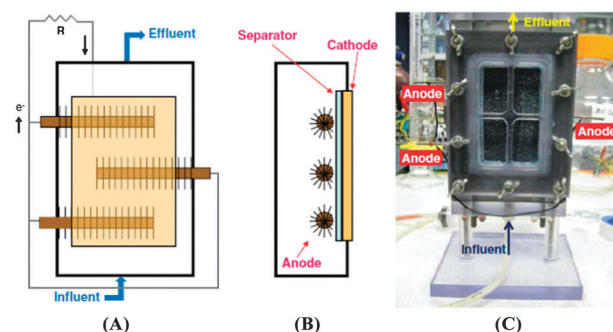 R
Effluent
e-
Influent
(A)
Separator
Cathode
Anode
(B)
Effluent
Anode
Anode
Anode
Influent
(C)